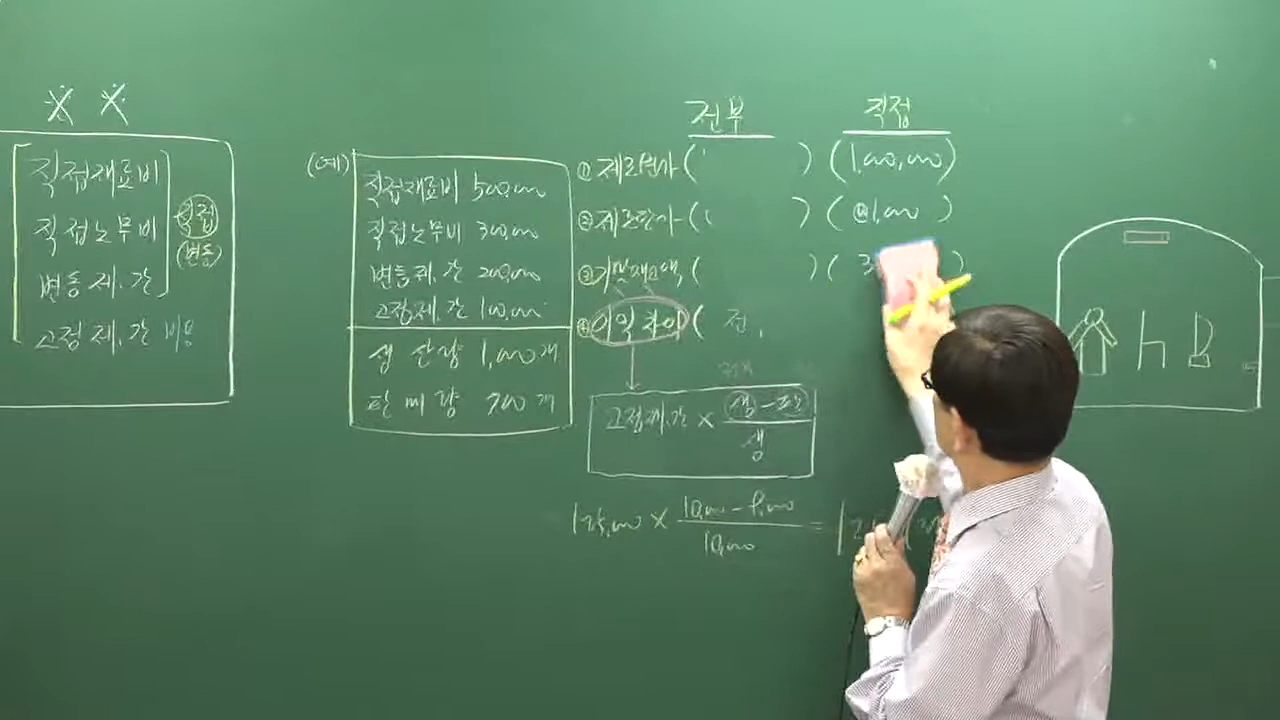 ※ ※
직접재료비
직접노무비
변동제.간
고정제.간 비용
직접
(변동)
(예)
직접재료비 500,000
직접노무비 300,000
변동제.간 200,000
고정제.간 100,000
생산량 1,000개
판매량 700개
전부 직접
① 제조원가 ( ) (1,000,000)
② 제조단가 ( ) (@1,000)
③ 기말재고액 ( ) (3 )
④ 이익차이 ( 전,
고정제.간 × 생-판 / 생
125,000 × 10,000 - 8,000 / 10,000 =